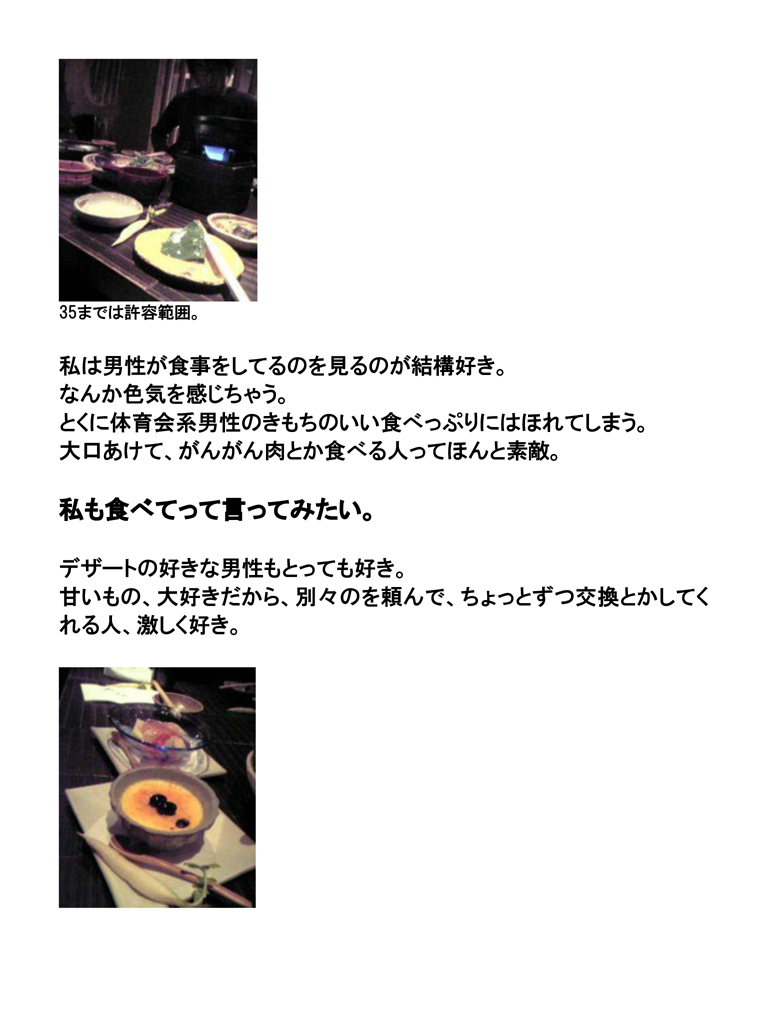 35までは許容範囲。
私は男性が食事をしてるのを見るのが結構好き。
なんか色気を感じちゃう。
とくに体育会系男性のきもちのいい食べっぷりにはほれてしまう。
大口あけて、がんがん肉とか食べる人ってほんと素敵。
私も食べてって言ってみたい。
デザートの好きな男性もとっても好き。
甘いもの、大好きだから、別々のを頼んで、ちょっとずつ交換とかしてく
れる人、激しく好き。